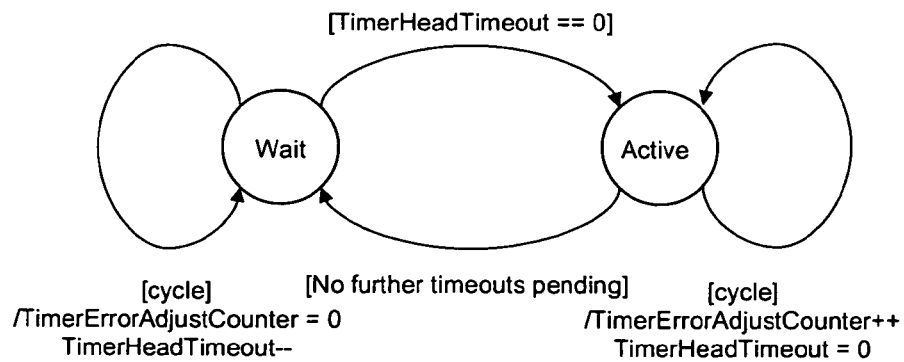 [TimerHeadTimeout == 0]
Wait
Active
[No further timeouts pending]
[cycle]
/TimerErrorAdjustCounter = 0
TimerHeadTimeout--
[cycle]
/TimerErrorAdjustCounter++
TimerHeadTimeout = 0